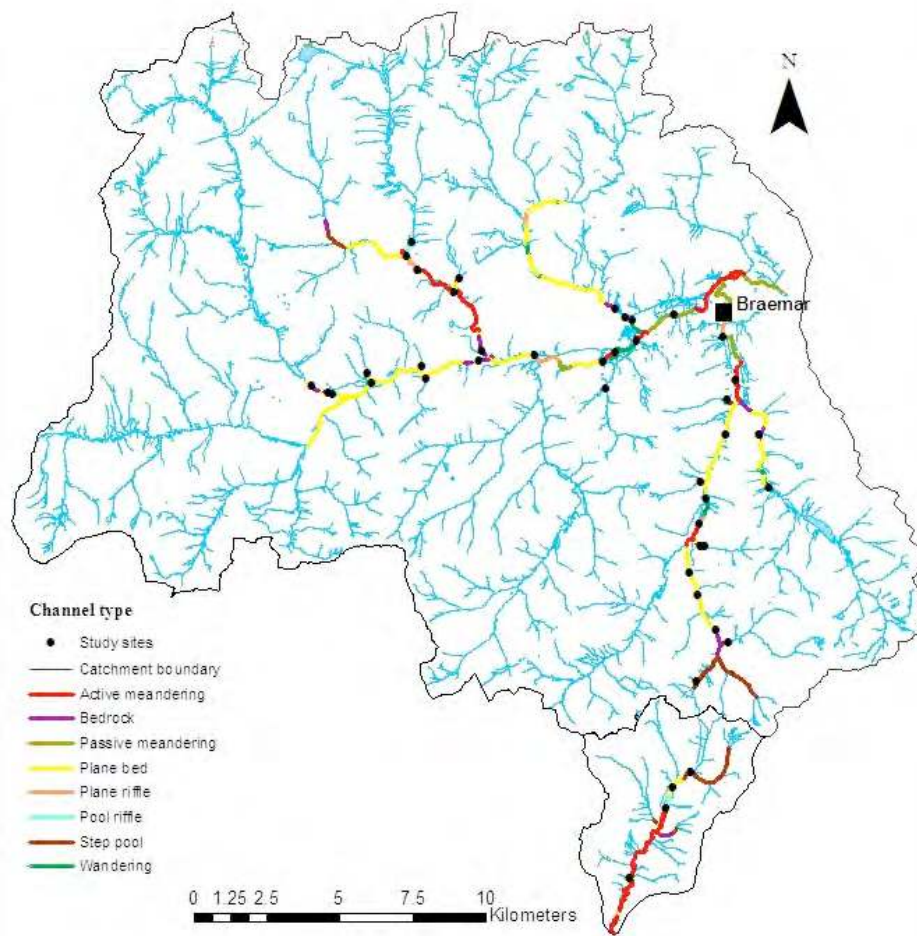 N
Braemar
Channel type
Study sites
Catchment boundary
Active meandering
Bedrock
Passive meandering
Plane bed
Plane riffle
Pool riffle
Step pool
Wandering
0 1.25 2.5 5 7.5 10
Kilometers